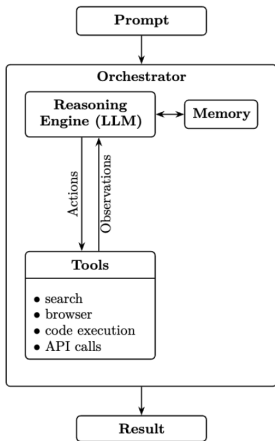 Prompt
Orchestrator
Reasoning
Engine (LLM)
Memory
Actions
Observations
Tools
• search
• browser
• code execution
• API calls
Result